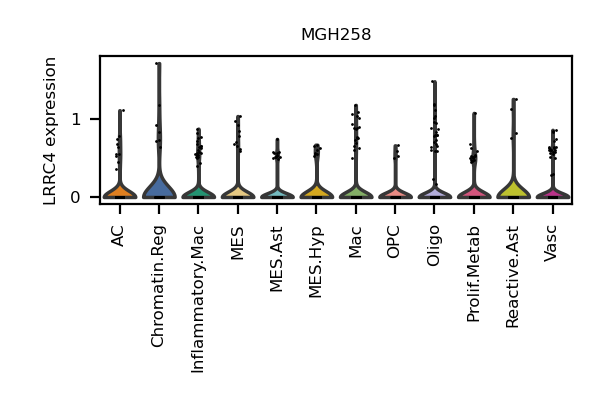 MGH258
LRRC4 expression
1
0
AC
Chromatin.Reg
Inflammatory.Mac
MES
MES.Ast
MES.Hyp
Mac
OPC
Oligo
Prolif.Metab
Reactive.Ast
Vasc